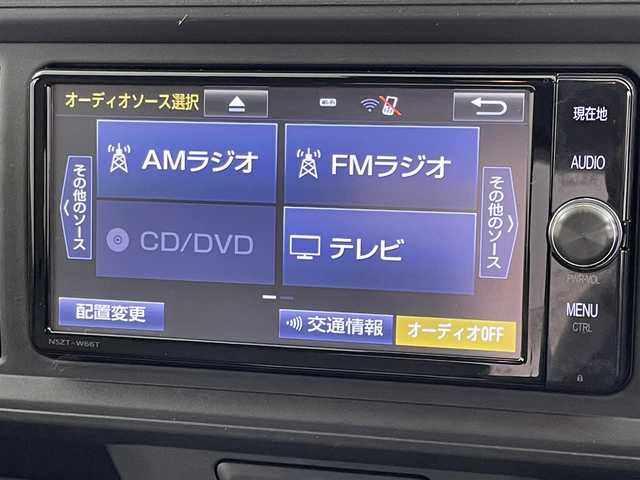 オーディオソース選択
Wi-Fi
現在地
AMラジオ
FMラジオ
AUDIO
その他のソース
その他のソース
CD/DVD
テレビ
PWR•VOL
配置変更
交通情報
オーディオOFF
MENU
CTRL
NSZT-W66T